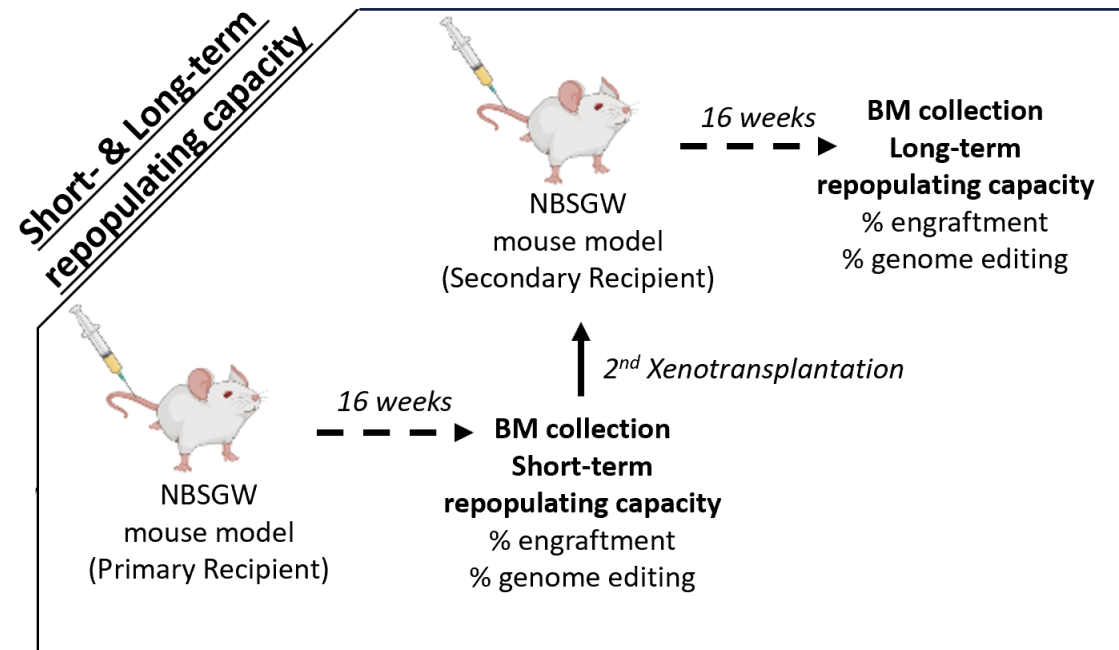 Short- & Long-term
repopulating capacity
NBSGW
mouse model
(Primary Recipient)
16 weeks
BM collection
Short-term
repopulating capacity
% engraftment
% genome editing
2nd Xenotransplantation
NBSGW
mouse model
(Secondary Recipient)
16 weeks
BM collection
Long-term
repopulating capacity
% engraftment
% genome editing